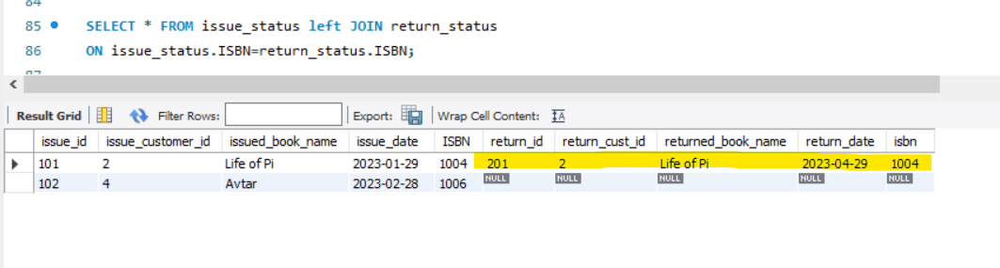 84
85 SELECT * FROM issue_status left JOIN return_status
86 ON issue_status.ISBN=return_status.ISBN;
87
Result Grid Filter Rows: Export: Wrap Cell Content: IA
issue_id issue_customer_id issued_book_name issue_date ISBN return_id return_cust_id returned_book_name return_date isbn
101 2 Life of Pi 2023-01-29 1004 201 2 Life of Pi 2023-04-29 1004
102 4 Avtar 2023-02-28 1006 NULL NULL NULL NULL NULL